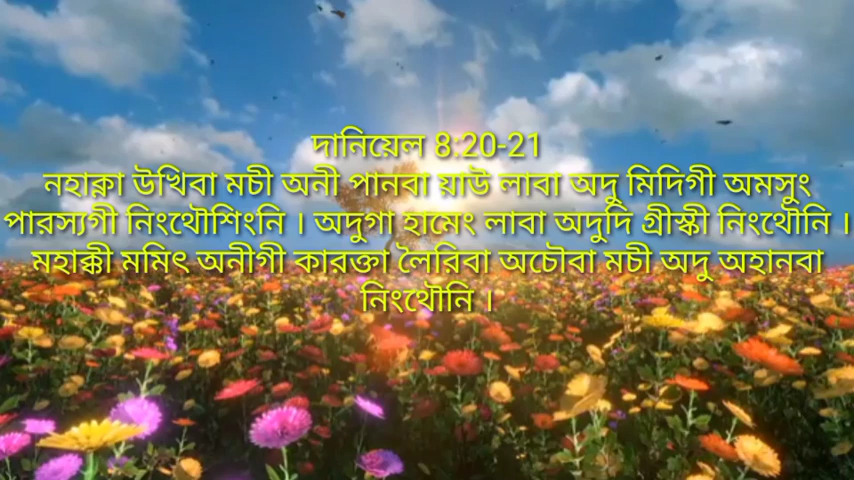 দানিয়েল 8:20-21
নহাক্না উখিবা মচী অনী পানবা য়াউ লাবা অদু মিদিগী অমসুং
পারস্যগী নিংথৌশিংনি । অদুগা হামেং লাবা অদুদি গ্রীস্কী নিংথৌনি ।
মহাক্কী মমিৎ অনীগী কারক্তা লৈরিবা অচৌবা মচী অদু অহানবা
নিংথৌনি ।